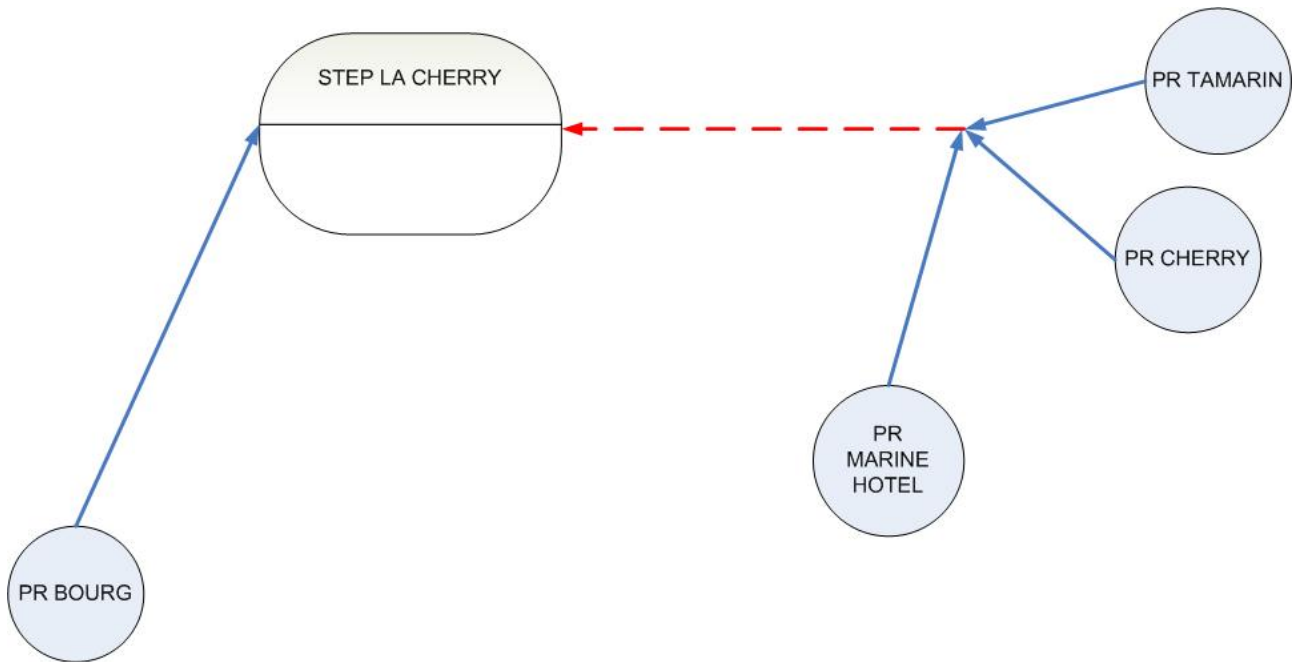 STEP LA CHERRY
PR TAMARIN
PR CHERRY
PR
MARINE
HOTEL
PR BOURG